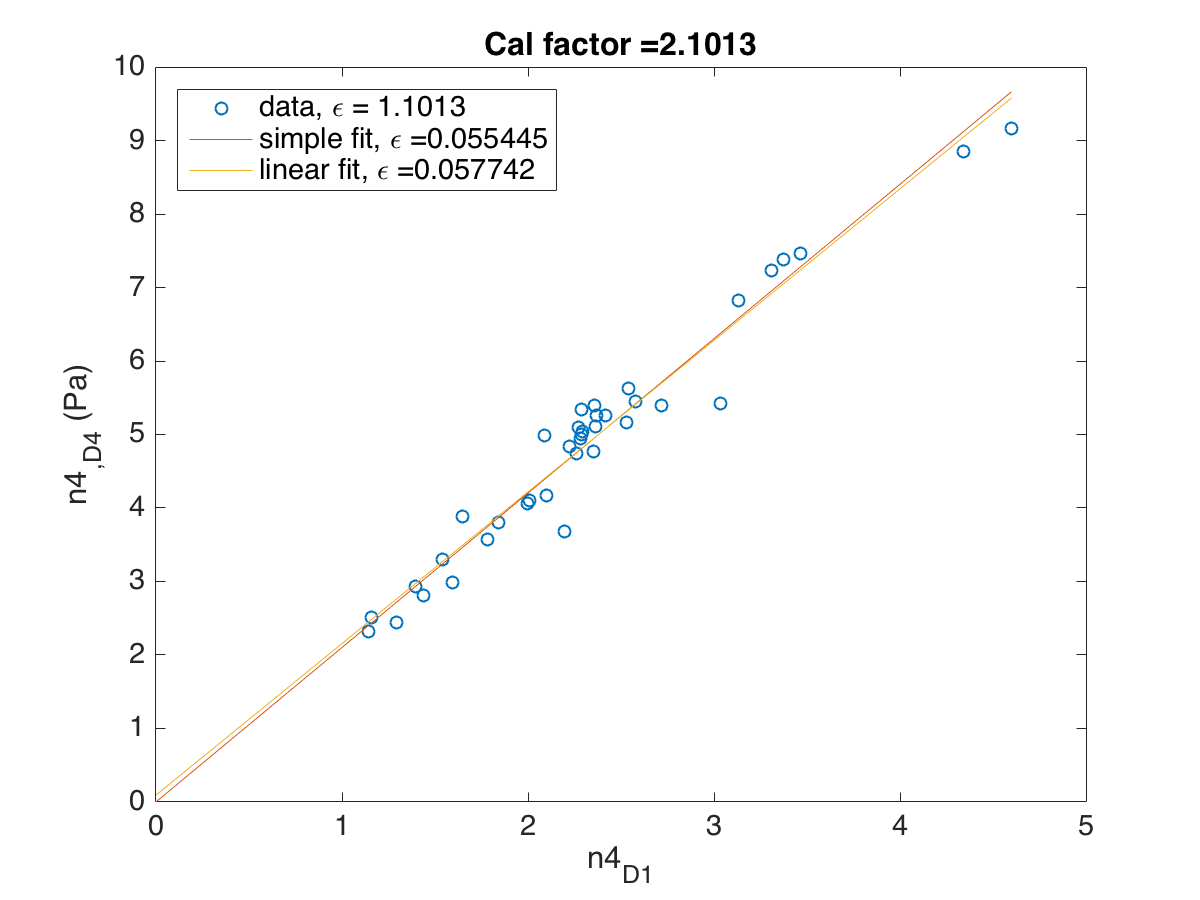 Cal factor =2.1013
data, ϵ = 1.1013
simple fit, ϵ =0.055445
linear fit, ϵ =0.057742
10
9
8
7
6
5
4
3
2
1
0
n4,D4 (Pa)
0 1 2 3 4 5
n4D1